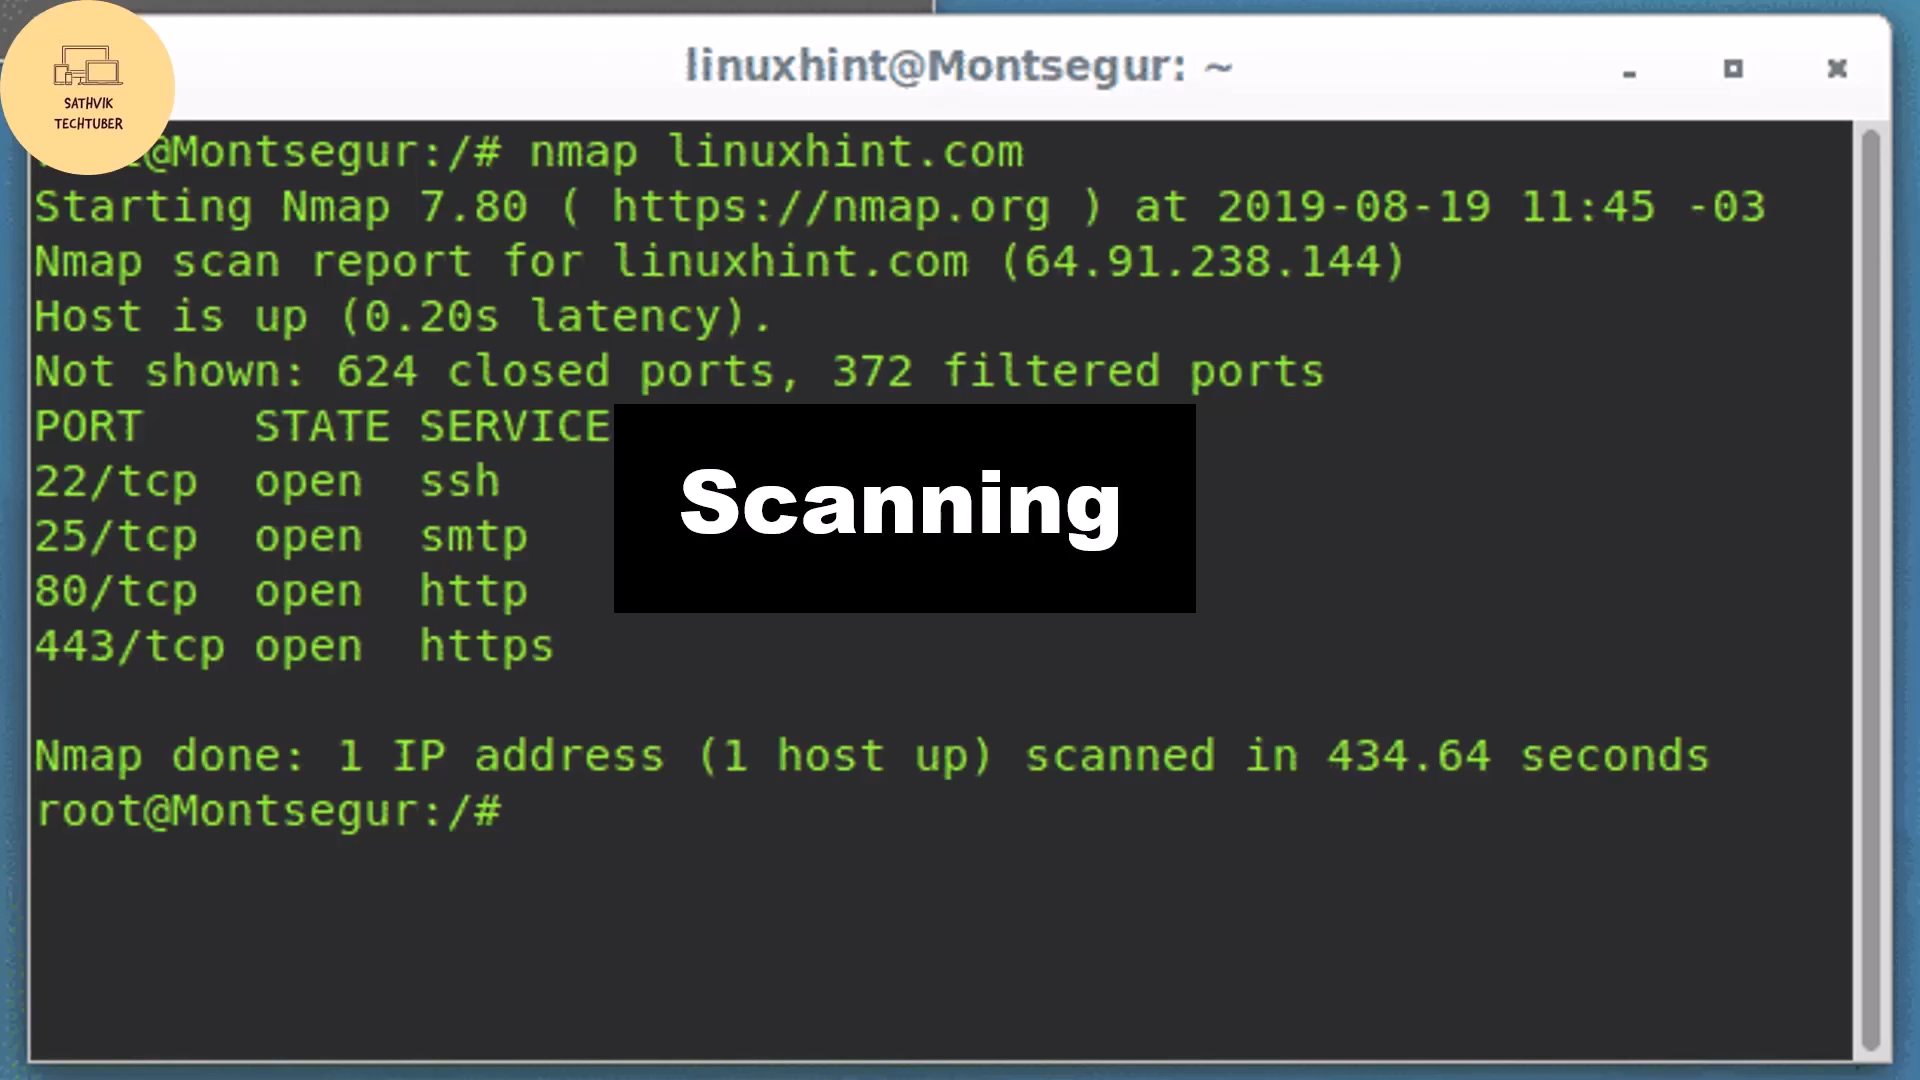 SATHVIK
TECHTUBER
linuxhint@Montsegur: ~
@Montsegur:/# nmap linuxhint.com
Starting Nmap 7.80 ( https://nmap.org ) at 2019-08-19 11:45 -03
Nmap scan report for linuxhint.com (64.91.238.144)
Host is up (0.20s latency).
Not shown: 624 closed ports, 372 filtered ports
PORT    STATE SERVICE
22/tcp  open  ssh
25/tcp  open  smtp
80/tcp  open  http
443/tcp open  https
Scanning
Nmap done: 1 IP address (1 host up) scanned in 434.64 seconds
root@Montsegur:/#